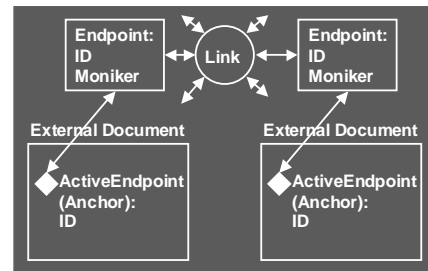 Endpoint:
ID
Moniker
Link
Endpoint:
ID
Moniker
External Document
ActiveEndpoint
(Anchor):
ID
External Document
ActiveEndpoint
(Anchor):
ID